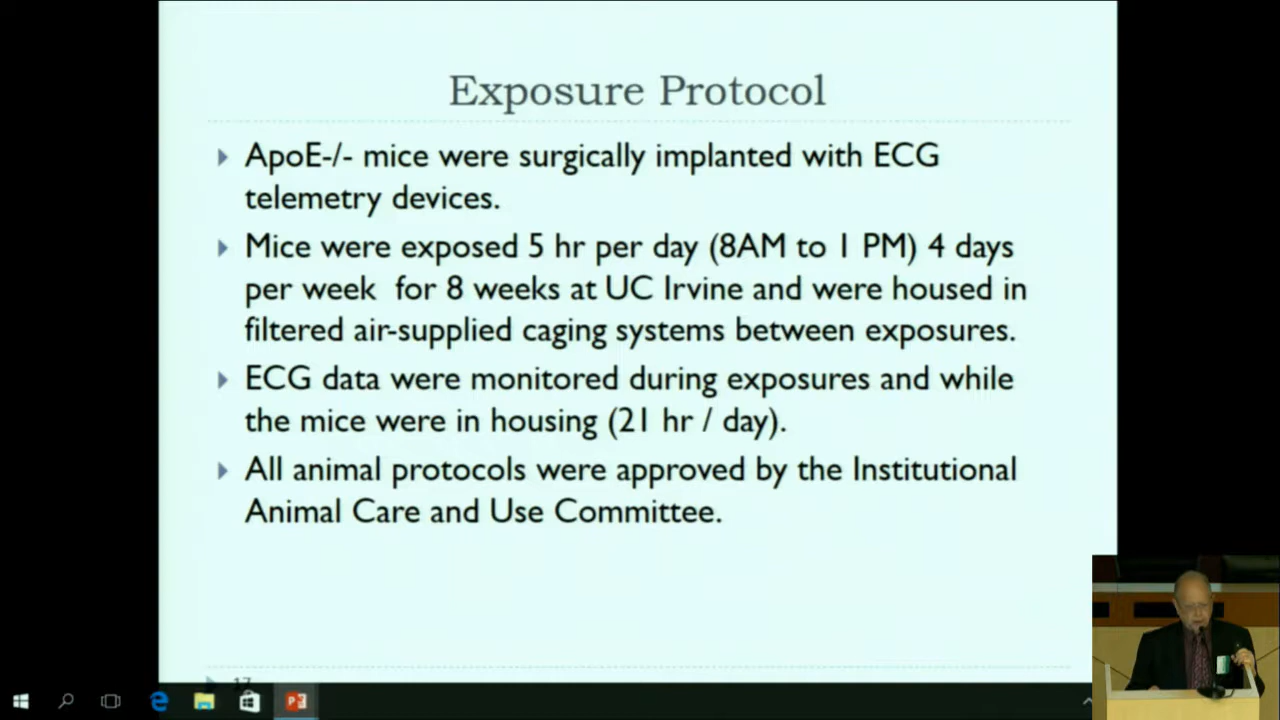 Exposure Protocol
ApoE-/- mice were surgically implanted with ECG
telemetry devices.
Mice were exposed 5 hr per day (8AM to 1 PM) 4 days
per week for 8 weeks at UC Irvine and were housed in
filtered air-supplied caging systems between exposures.
ECG data were monitored during exposures and while
the mice were in housing (21 hr / day).
All animal protocols were approved by the Institutional
Animal Care and Use Committee.
17